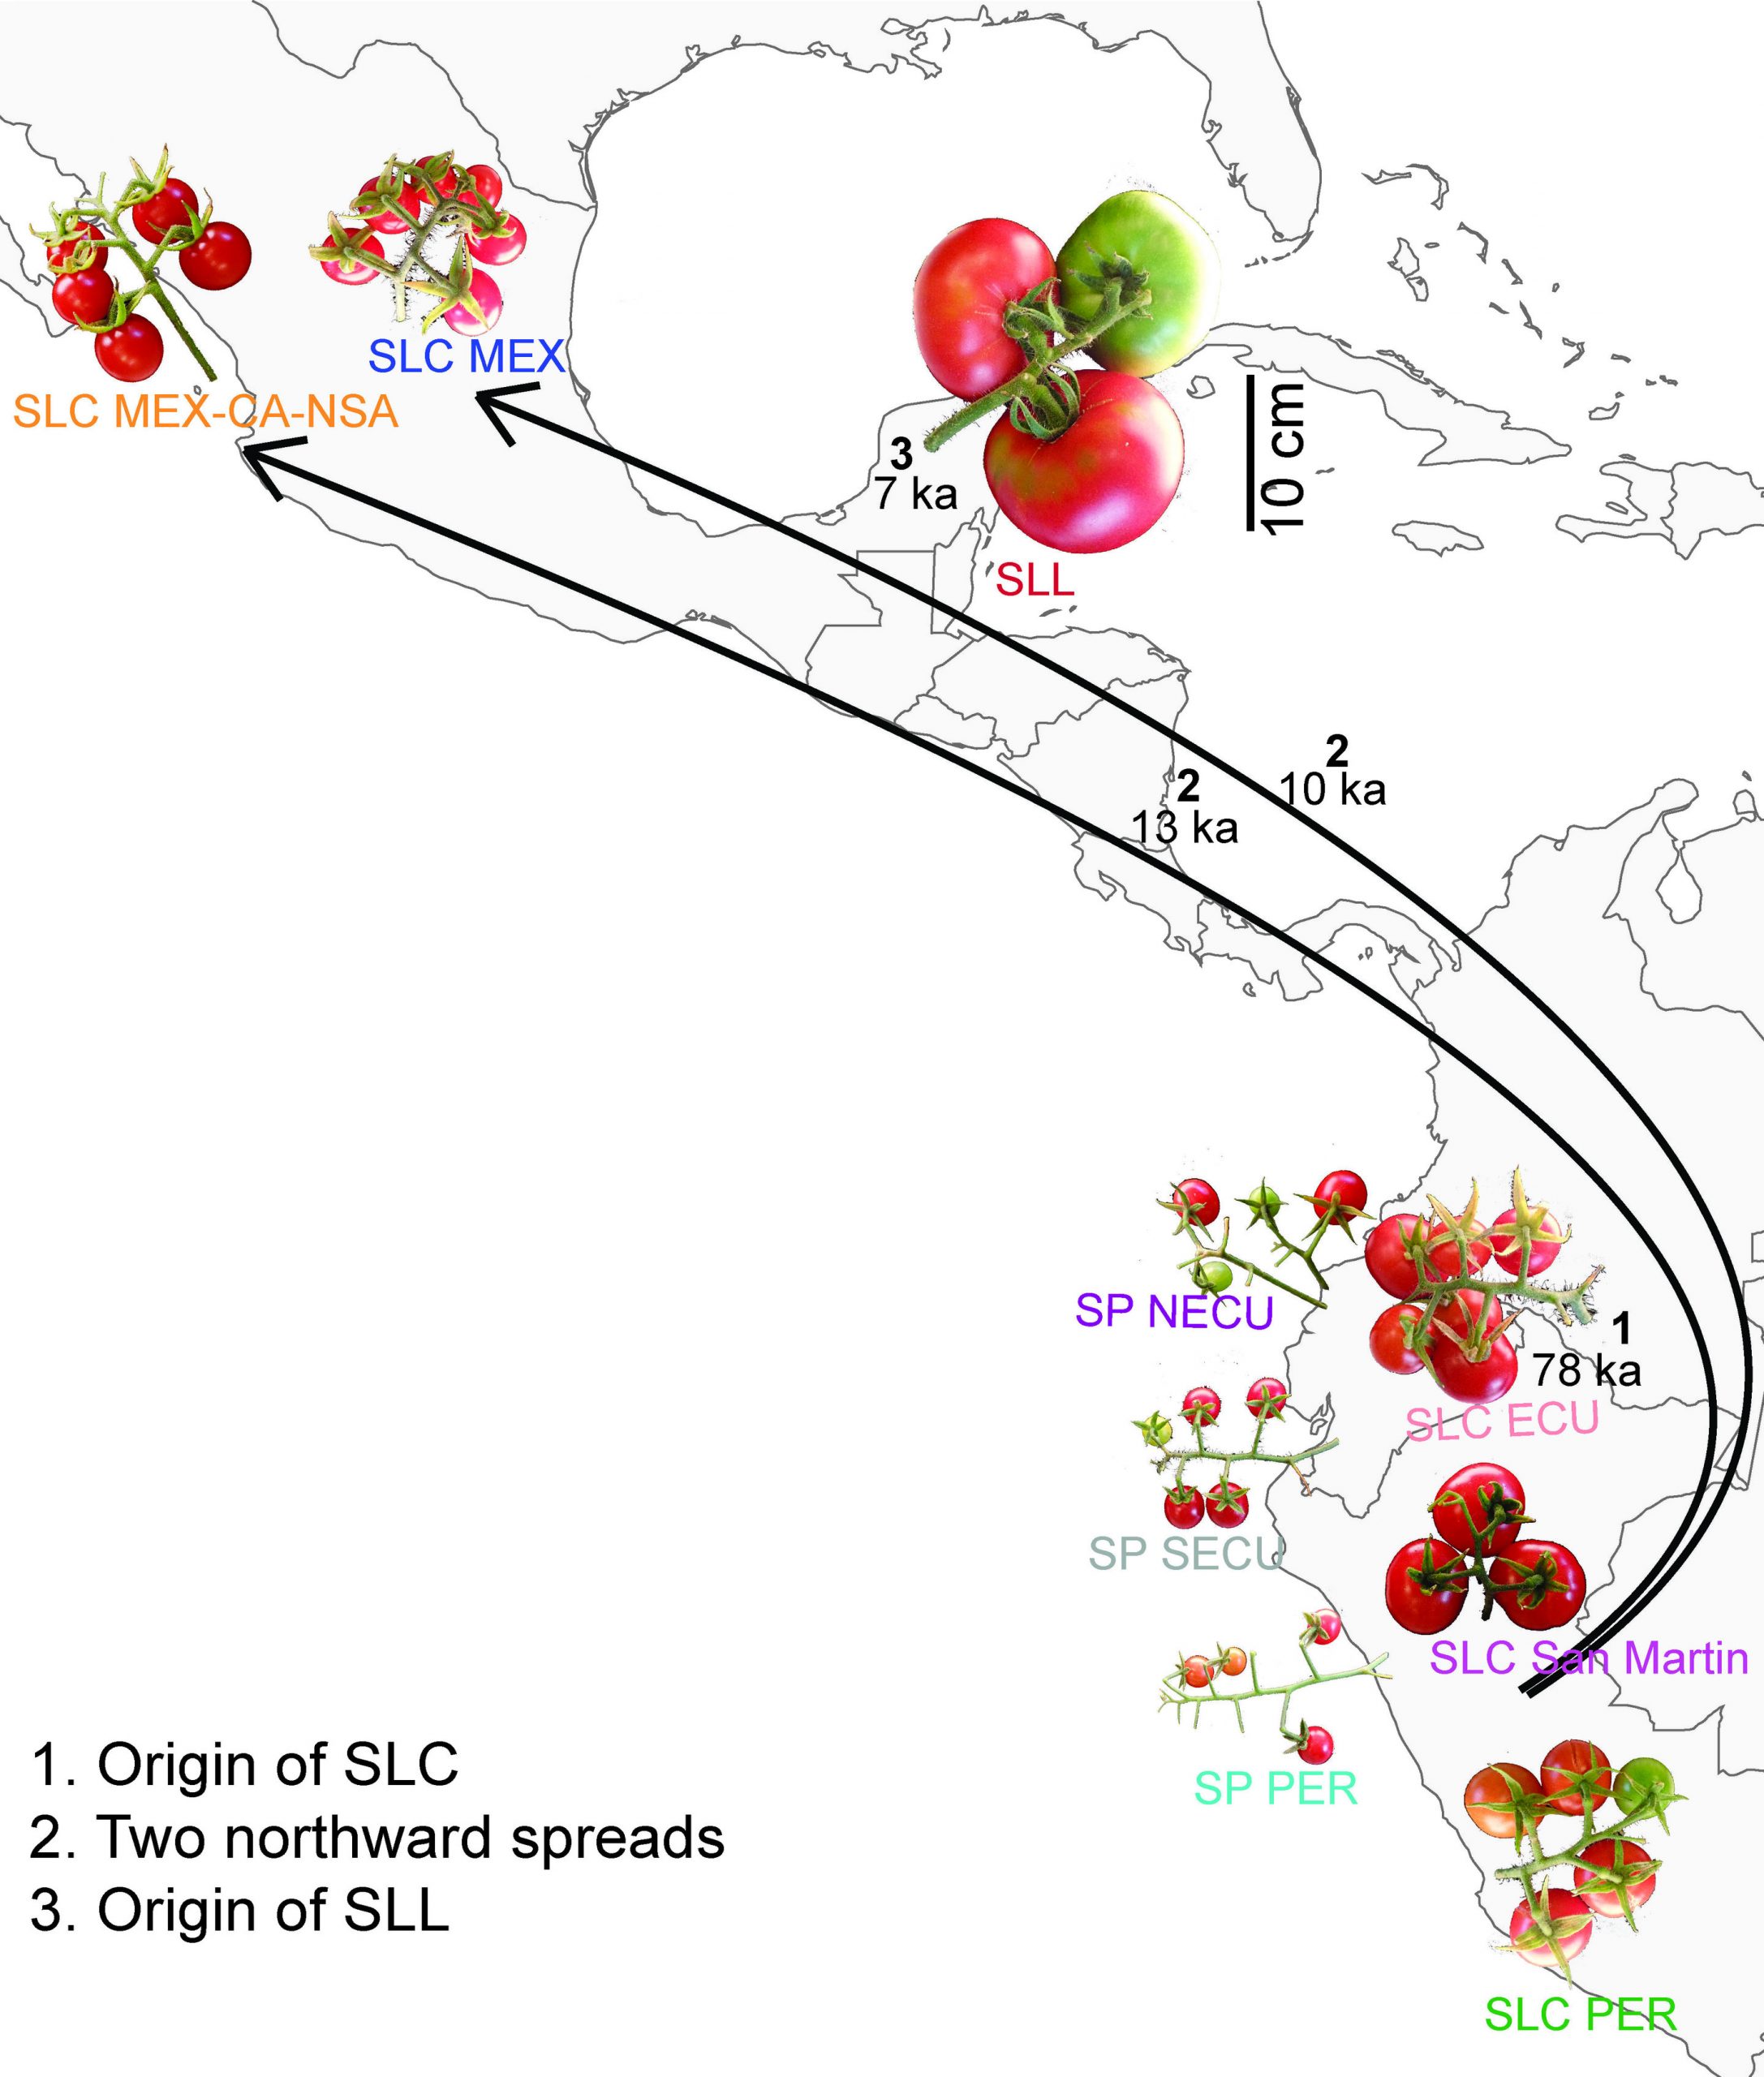 SLC MEX
SLC MEX-CA-NSA
10 cm
3
7 ka
SLL
2
10 ka
2
13 ka
SP NECU
1
78 ka
SLC ECU
SP SECU
SLC San Martin
SP PER
1. Origin of SLC
2. Two northward spreads
3. Origin of SLL
SLC PER